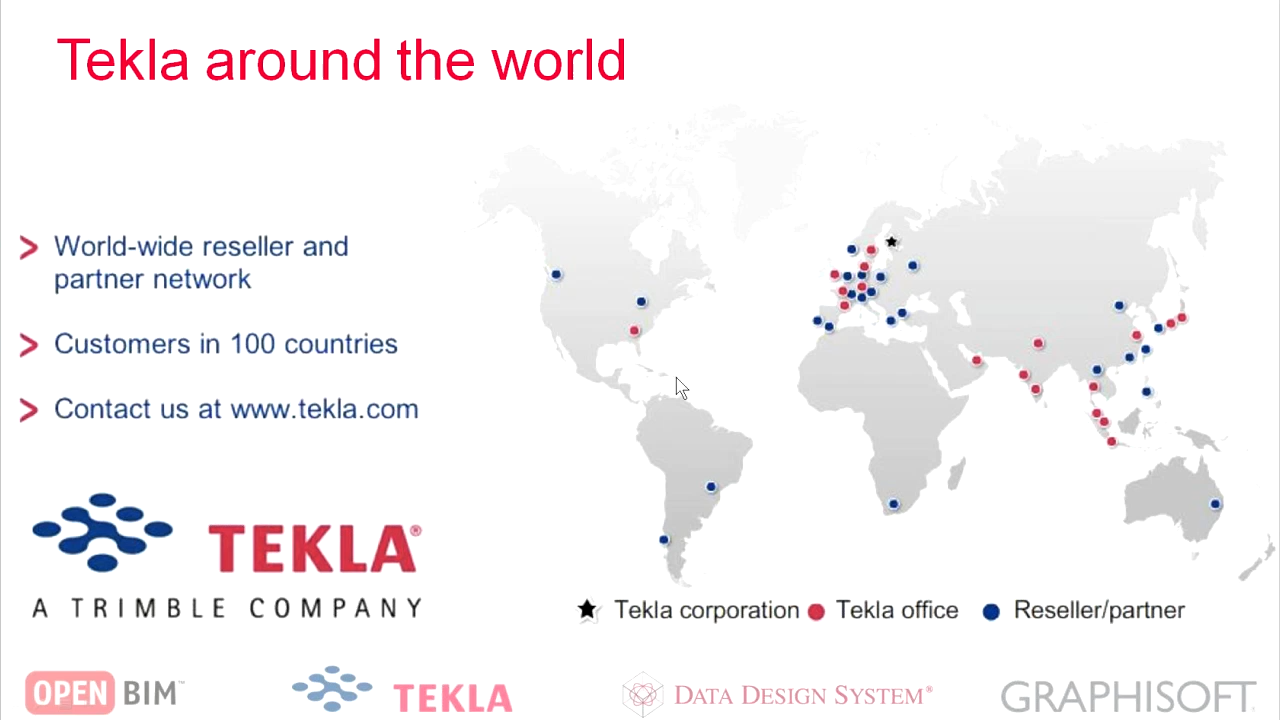 Tekla around the world
World-wide reseller and
partner network
Customers in 100 countries
Contact us at www.tekla.com
TEKLA®
A TRIMBLE COMPANY
Tekla corporation Tekla office Reseller/partner
OPEN BIM™ TEKLA DATA DESIGN SYSTEM® GRAPHISOFT